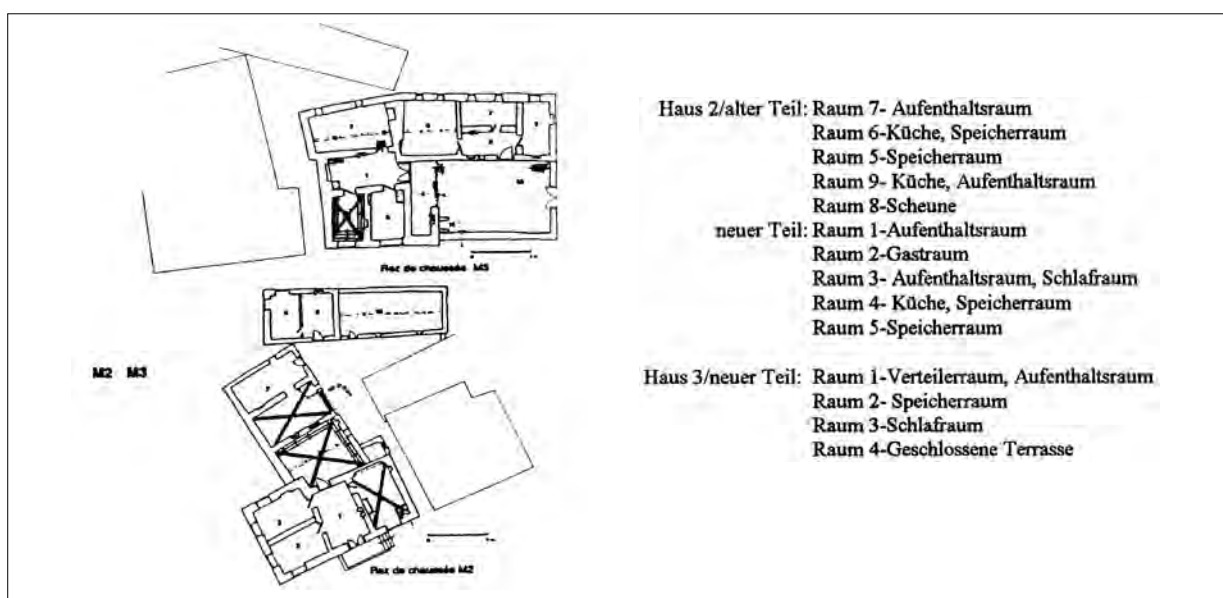 Rez de chaussée M3
M2 M3
Rez de chaussée M2
Haus 2/alter Teil: Raum 7- Aufenthaltsraum
Raum 6-Küche, Speicherraum
Raum 5-Speicherraum
Raum 9- Küche, Aufenthaltsraum
Raum 8-Scheune
neuer Teil: Raum 1-Aufenthaltsraum
Raum 2-Gastraum
Raum 3- Aufenthaltsraum, Schlafraum
Raum 4- Küche, Speicherraum
Raum 5-Speicherraum
Haus 3/neuer Teil: Raum 1-Verteilerraum, Aufenthaltsraum
Raum 2- Speicherraum
Raum 3-Schlafraum
Raum 4-Geschlossene Terrasse